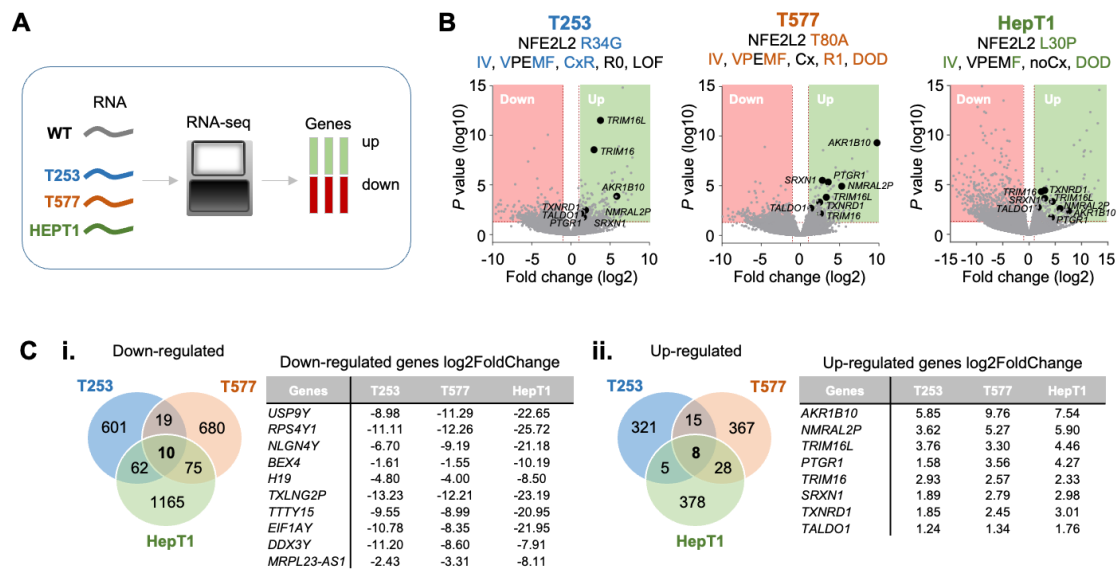 A
RNA
WT
T253
T577
HEPT1
RNA-seq
Genes
up
down
B
T253
NFE2L2 R34G
IV, VPEMF, CxR, R0, LOF
Down
Up
TRIM16L
TRIM16
AKR1B10
TXNRD1
TALDO1
NMRAL2P
PTGR1
SRXN1
P value (log10)
15
10
5
0
-10
-5
0
5
10
Fold change (log2)
T577
NFE2L2 T80A
IV, VPEMF, Cx, R1, DOD
Down
Up
AKR1B10
PTGR1
SRXN1
NMRAL2P
TRIM16L
TALDO1
TXNRD1
TRIM16
P value (log10)
15
10
5
0
-10
-5
0
5
10
Fold change (log2)
HepT1
NFE2L2 L30P
IV, VPEMF, noCx, DOD
Down
Up
TRIM16
TXNRD1
SRXN1
TRIM16L
TALDO1
NMRAL2P
AKR1B10
PTGR1
P value (log10)
15
10
5
0
-15
-10
-5
0
5
10
15
Fold change (log2)
C
i.
Down-regulated
T253
T577
601
19
680
10
62
75
1165
HepT1
Down-regulated genes log2FoldChange
Genes T253 T577 HepT1
USP9Y -8.98 -11.29 -22.65
RPS4Y1 -11.11 -12.26 -25.72
NLGN4Y -6.70 -9.19 -21.18
BEX4 -1.61 -1.55 -10.19
H19 -4.80 -4.00 -8.50
TXLNG2P -13.23 -12.21 -23.19
TTTY15 -9.55 -8.99 -20.95
EIF1AY -10.78 -8.35 -21.95
DDX3Y -11.20 -8.60 -7.91
MRPL23-AS1 -2.43 -3.31 -8.11
ii.
Up-regulated
T253
T577
321
15
367
8
5
28
378
HepT1
Up-regulated genes log2FoldChange
Genes T253 T577 HepT1
AKR1B10 5.85 9.76 7.54
NMRAL2P 3.62 5.27 5.90
TRIM16L 3.76 3.30 4.46
PTGR1 1.58 3.56 4.27
TRIM16 2.93 2.57 2.33
SRXN1 1.89 2.79 2.98
TXNRD1 1.85 2.45 3.01
TALDO1 1.24 1.34 1.76